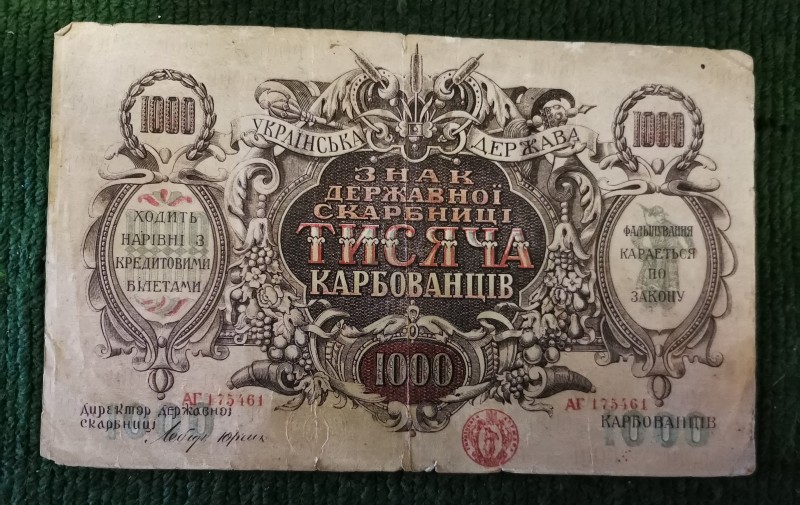 1000
1000
УКРАЇНСЬКА ДЕРЖАВА
ЗНАК
ДЕРЖАВНОЇ
СКАРБНИЦІ
ТИСЯЧА
КАРБОВАНЦІВ
1000
ХОДИТЬ
НАРІВНІ З
КРЕДИТОВИМИ
БІЛЕТАМИ
ФАЛЬШУВАННЯ
КАРАЄТЬСЯ
ПО
ЗАКОНУ
АГ 175461
АГ 175461
Директор Державної
Скарбниці
1000
КАРБОВАНЦІВ
1000